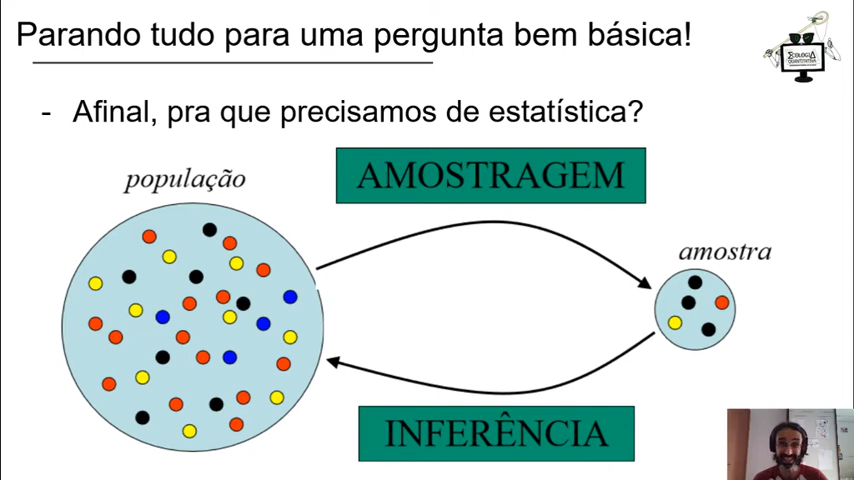 Parando tudo para uma pergunta bem básica!
- Afinal, pra que precisamos de estatística?
população
AMOSTRAGEM
amostra
INFERÊNCIA